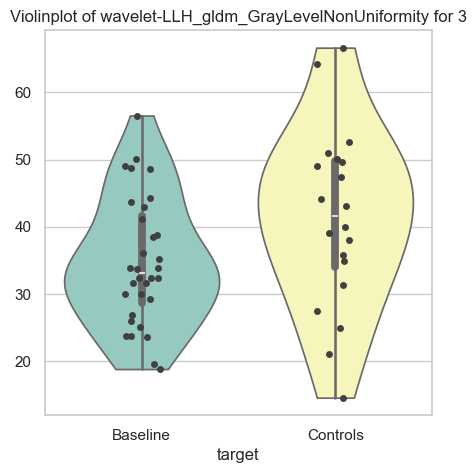 Violinplot of wavelet-LLH_gldm_GrayLevelNonUniformity for 3
60
50
40
30
20
Baseline Controls
target